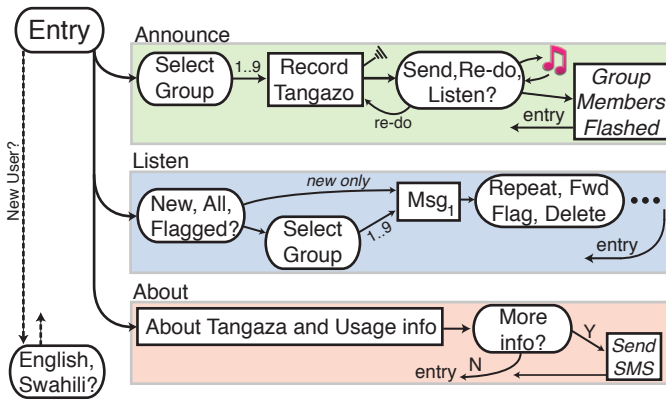 Entry
New User?
English,
Swahili?
Announce
Select
Group
1..9
Record
Tangazo
re-do
Send,Re-do,
Listen?
Group
Members
Flashed
entry
Listen
New, All,
Flagged?
new only
Select
Group
1..9
Msg1
Repeat, Fwd
Flag, Delete
entry
About
About Tangaza and Usage info
More
info?
Y
N
Send
SMS
entry